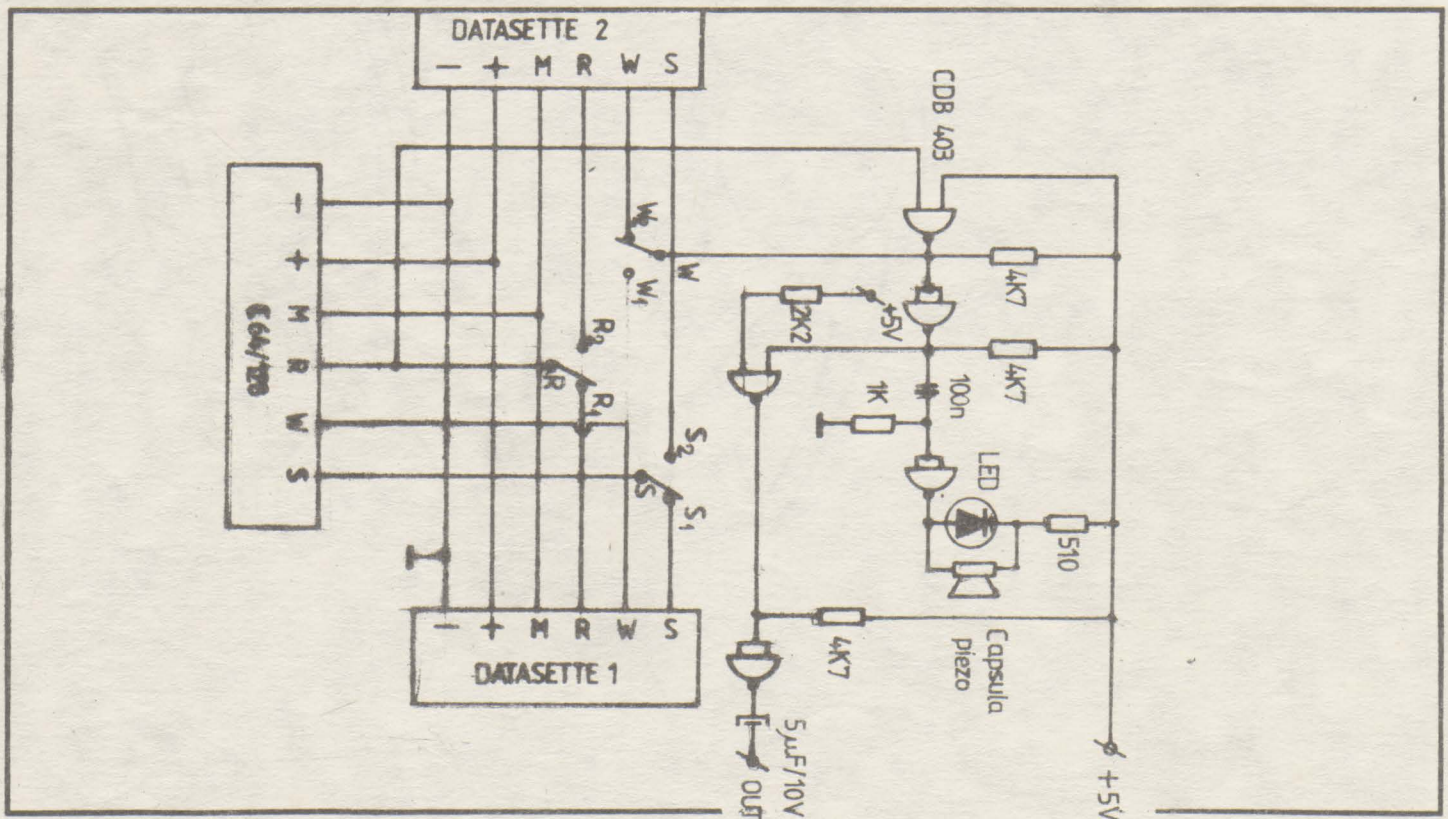 DATASETTE 2
– + M R W S
CDB 403
– + M R W S
C64/128
W2
W
W1
R2
R
R1
S2
S
S1
+5V
2K2
4K7
4K7
100n
1K
LED
510
Capsula
piezo
4K7
5µF/10V
OUT
+5V
– + M R W S
DATASETTE 1